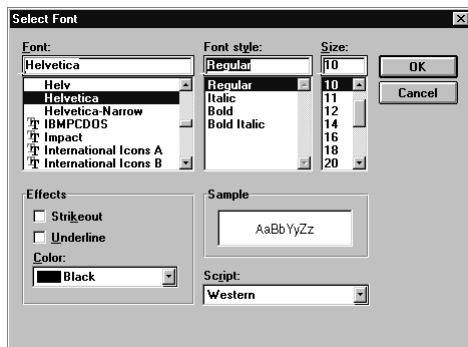 Select Font
Font:
Font style:
Size:
Helvetica
Regular
10
OK
Cancel
Helv
Helvetica
Helvetica-Narrow
IBMPCDOS
Impact
International Icons A
International Icons B
Regular
Italic
Bold
Bold Italic
10
11
12
14
16
18
20
Effects
Strikeout
Underline
Color:
Black
Sample
AaBbYyZz
Script:
Western